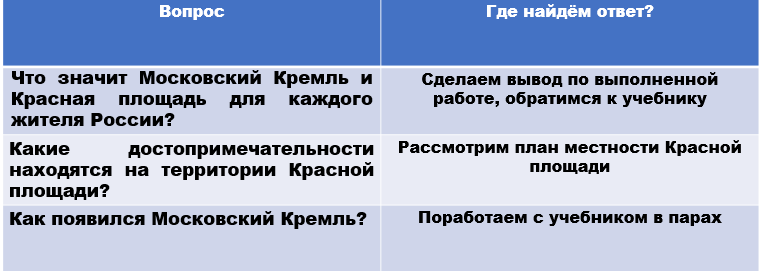 Вопрос
Где найдём ответ?
Что значит Московский Кремль и
Красная площадь для каждого
жителя России?
Сделаем вывод по выполненной
работе, обратимся к учебнику
Какие достопримечательности
находятся на территории Красной
площади?
Рассмотрим план местности Красной
площади
Как появился Московский Кремль?
Поработаем с учебником в парах